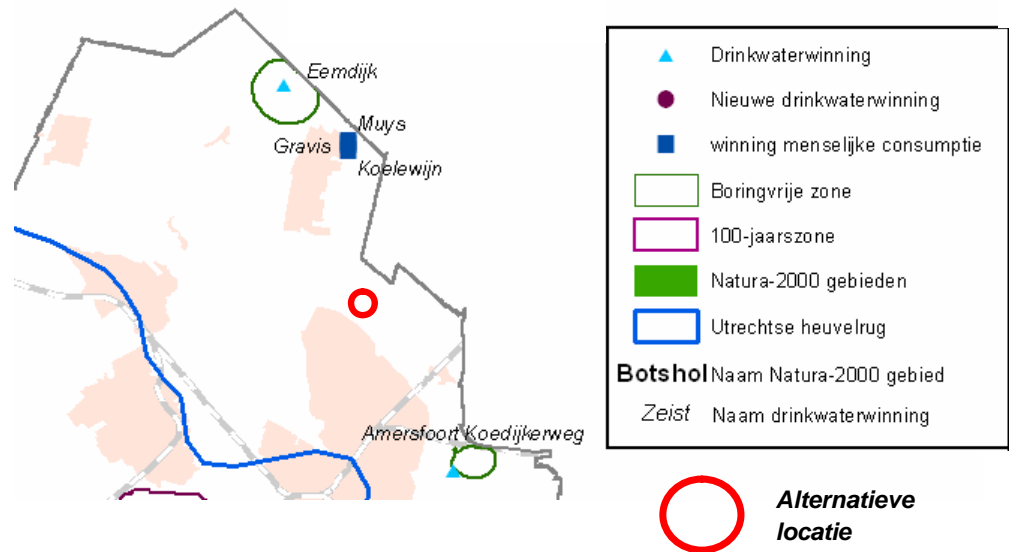 Eemdijk
Muys
Gravis
Koelewijn
Amersfoort Koedijkerweg
Drinkwaterwinning
Nieuwe drinkwaterwinning
winning menselijke consumptie
Boringvrije zone
100-jaarszone
Natura-2000 gebieden
Utrechtse heuvelrug
Botshol Naam Natura-2000 gebied
Zeist Naam drinkwaterwinning
Alternatieve
locatie